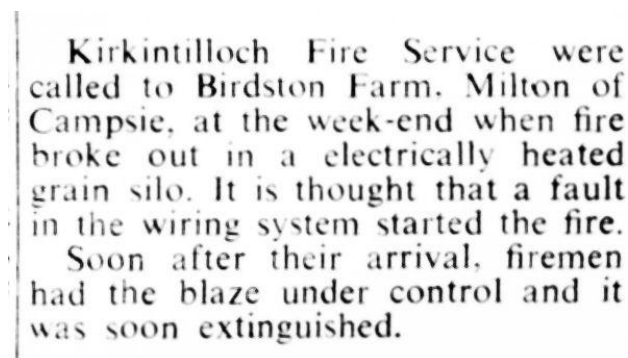 Kirkintilloch Fire Service were
called to Birdston Farm, Milton of
Campsie, at the week-end when fire
broke out in a electrically heated
grain silo. It is thought that a fault
in the wiring system started the fire.
Soon after their arrival, firemen
had the blaze under control and it
was soon extinguished.